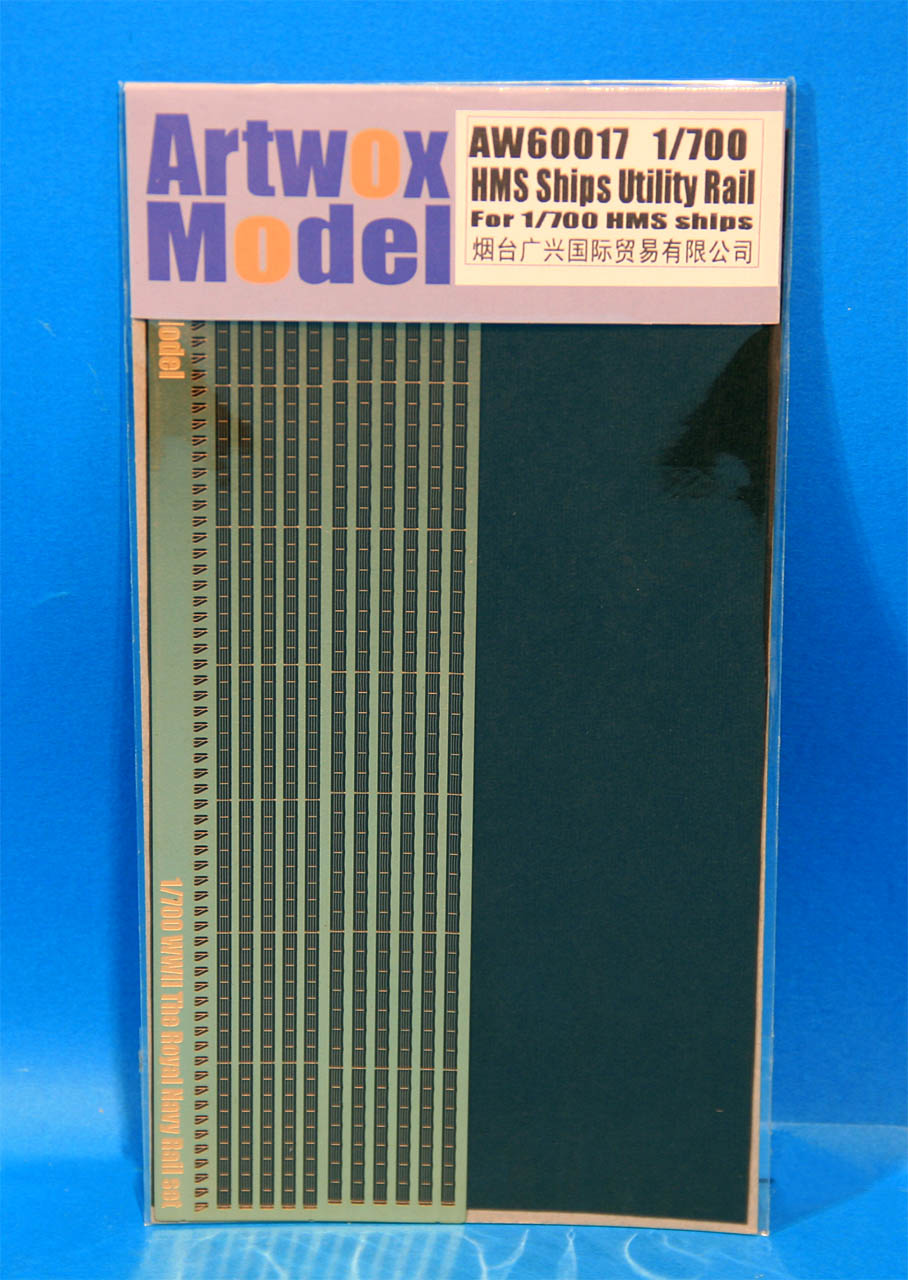 Artwox
Model
AW60017 1/700
HMS Ships Utility Rail
For 1/700 HMS ships
烟台广兴国际贸易有限公司
1/700 WWII The Royal Navy Rail set